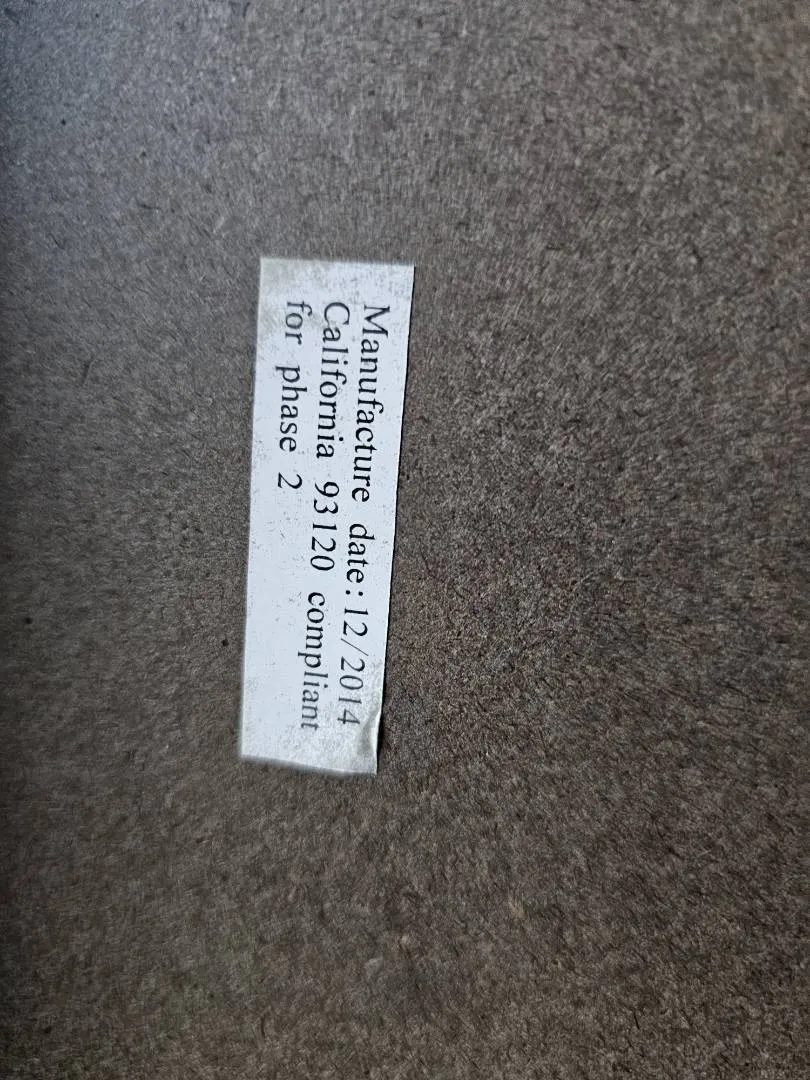 Manufacture date:12/2014
California 93120 compliant
for phase 2